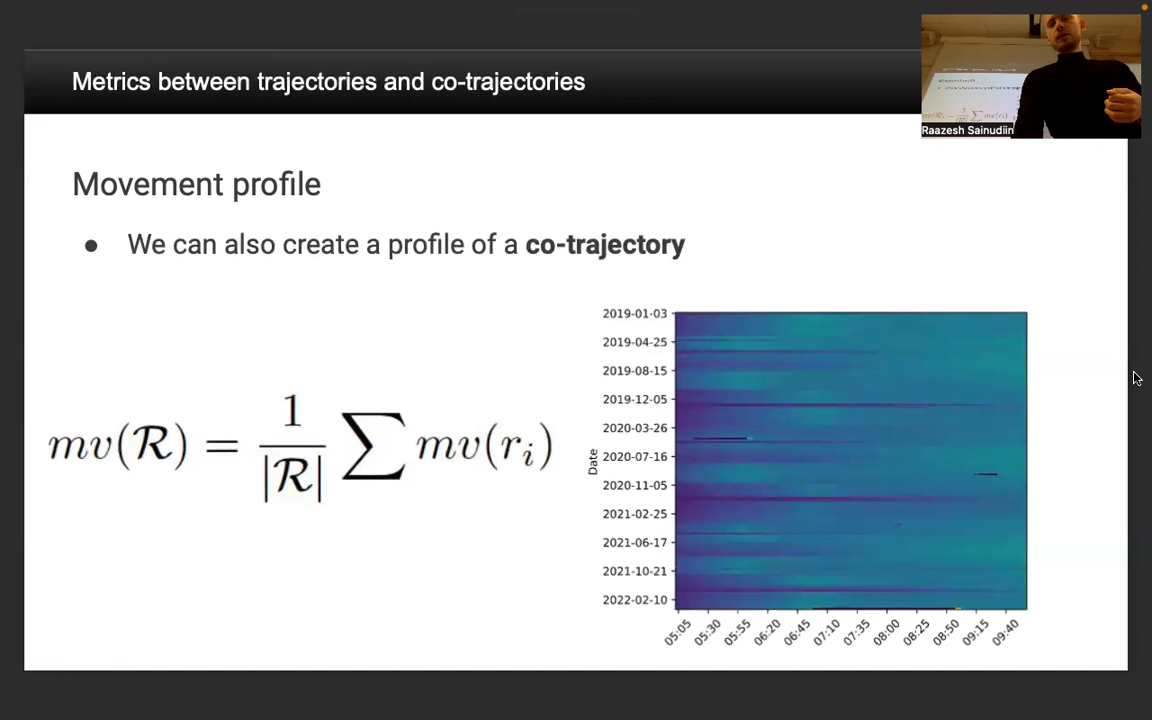 Metrics between trajectories and co-trajectories
Raazesh Sainudiin
Movement profile
● We can also create a profile of a co-trajectory
mv(ℛ) = 1/|ℛ| ∑ mv(r_i)
Date
2019-01-03
2019-04-25
2019-08-15
2019-12-05
2020-03-26
2020-07-16
2020-11-05
2021-02-25
2021-06-17
2021-10-21
2022-02-10
05:05 05:30 05:55 06:20 06:45 07:10 07:35 08:00 08:25 08:50 09:15 09:40